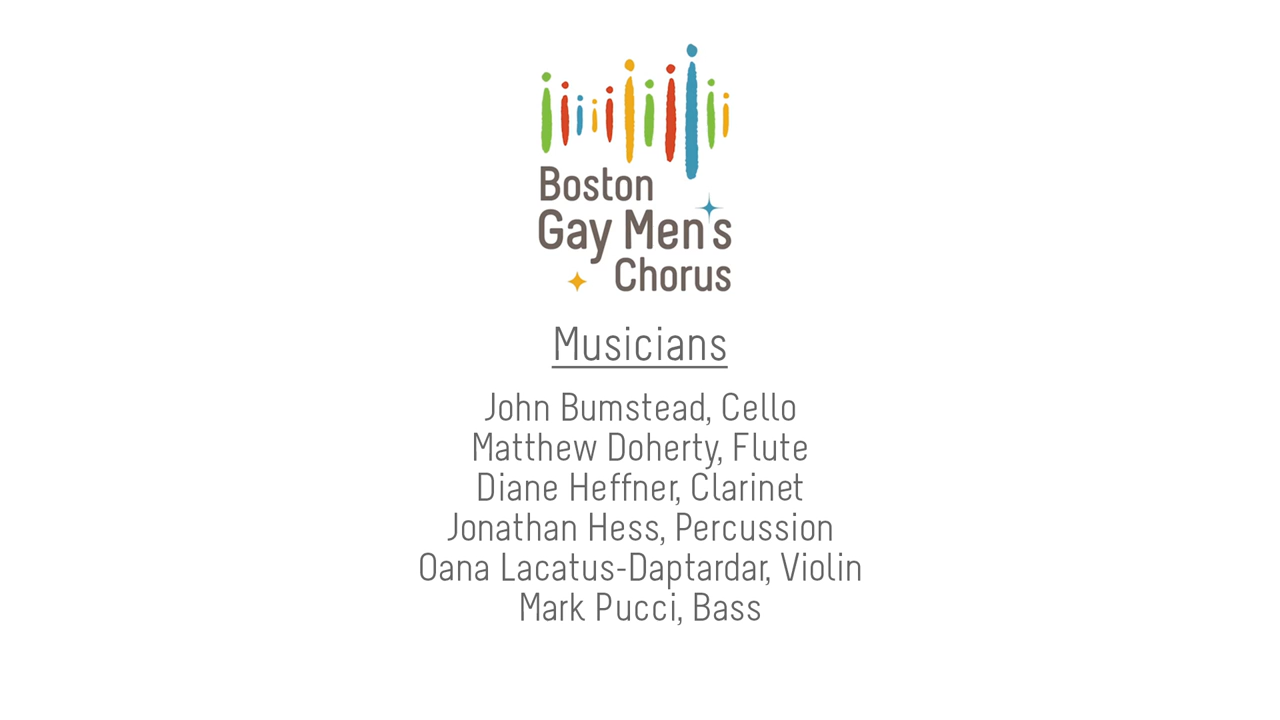 Boston
Gay Men's
Chorus
Musicians
John Bumstead, Cello
Matthew Doherty, Flute
Diane Heffner, Clarinet
Jonathan Hess, Percussion
Oana Lacatus-Daptardar, Violin
Mark Pucci, Bass